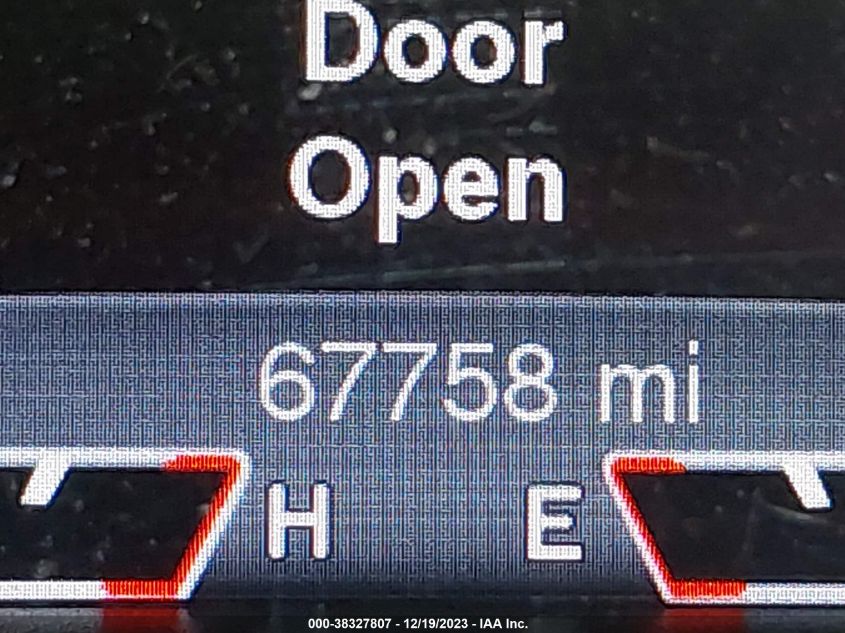 Door
Open
67758 mi
H E
000-38327807 - 12/19/2023 - IAA Inc.